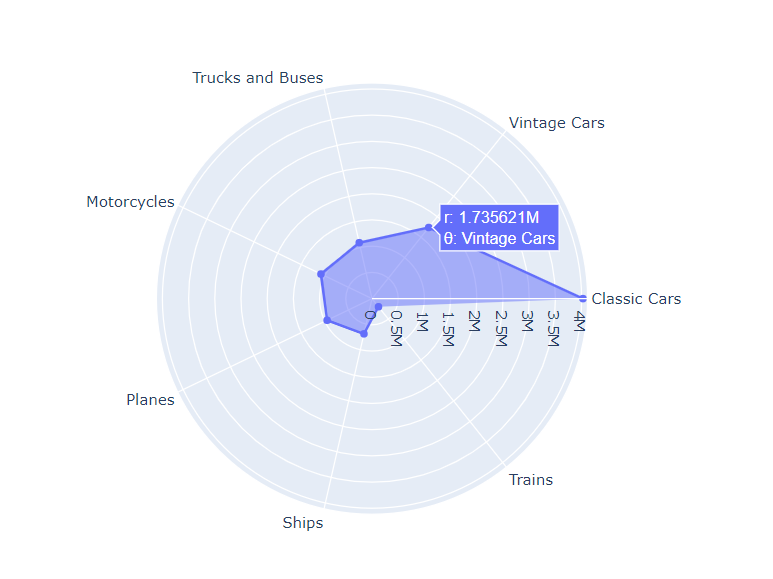 Trucks and Buses
Vintage Cars
Motorcycles
r: 1.735621M
θ: Vintage Cars
Classic Cars
0
0.5M
1M
1.5M
2M
2.5M
3M
3.5M
4M
Planes
Trains
Ships